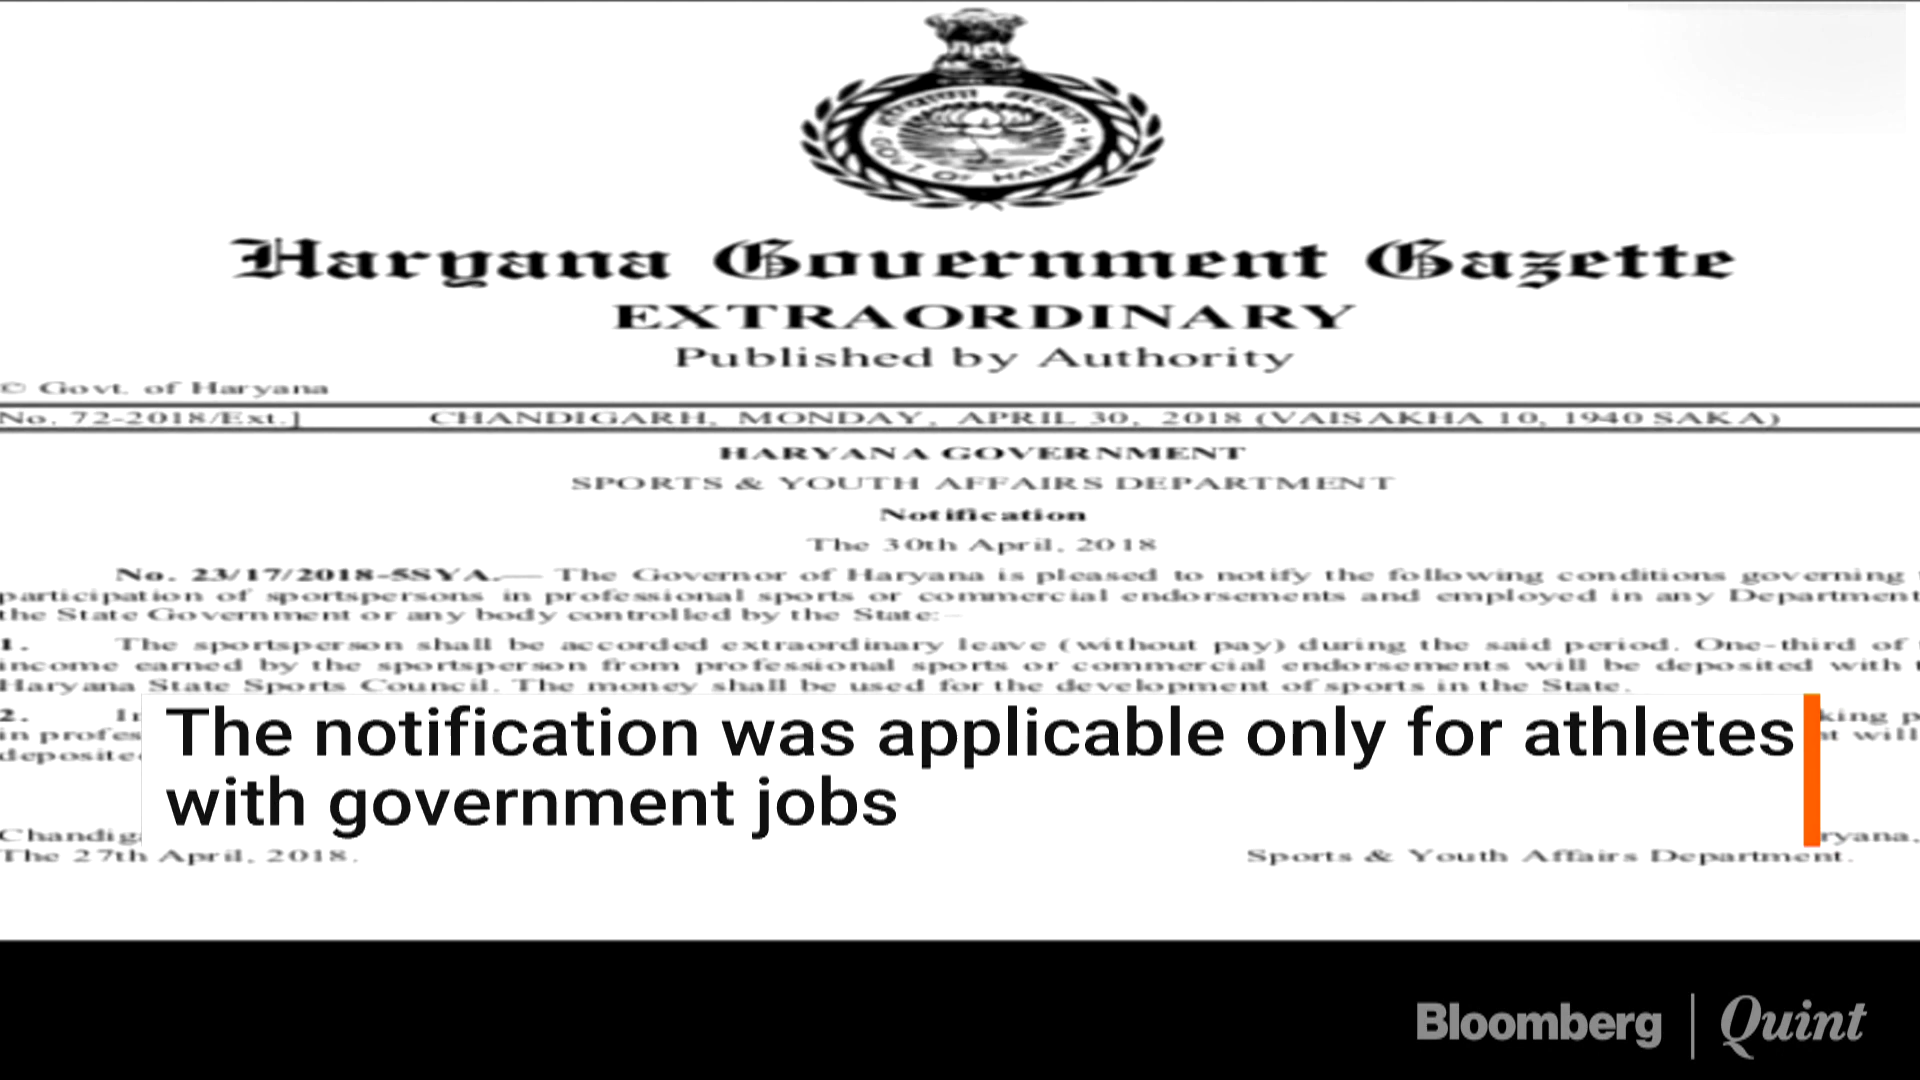 GOVT OF HARYANA
Haryana Government Gazette
EXTRAORDINARY
Published by Authority
© Govt. of Haryana
No. 72-2018/Ext.] CHANDIGARH, MONDAY, APRIL 30, 2018 (VAISAKHA 10, 1940 SAKA)
HARYANA GOVERNMENT
SPORTS & YOUTH AFFAIRS DEPARTMENT
Notification
The 30th April, 2018
No. 23/17/2018-5SYA.— The Governor of Haryana is pleased to notify the following conditions governing
participation of sportspersons in professional sports or commercial endorsements and employed in any Department
the State Government or any body controlled by the State:–
1. The sportsperson shall be accorded extraordinary leave (without pay) during the said period. One-third of
income earned by the sportsperson from professional sports or commercial endorsements will be deposited with
Haryana State Sports Council. The money shall be used for the development of sports in the State.
2.
in
will
The notification was applicable only for athletes
with government jobs
The 27th April, 2018.
Sports & Youth Affairs Department.
Bloomberg | Quint